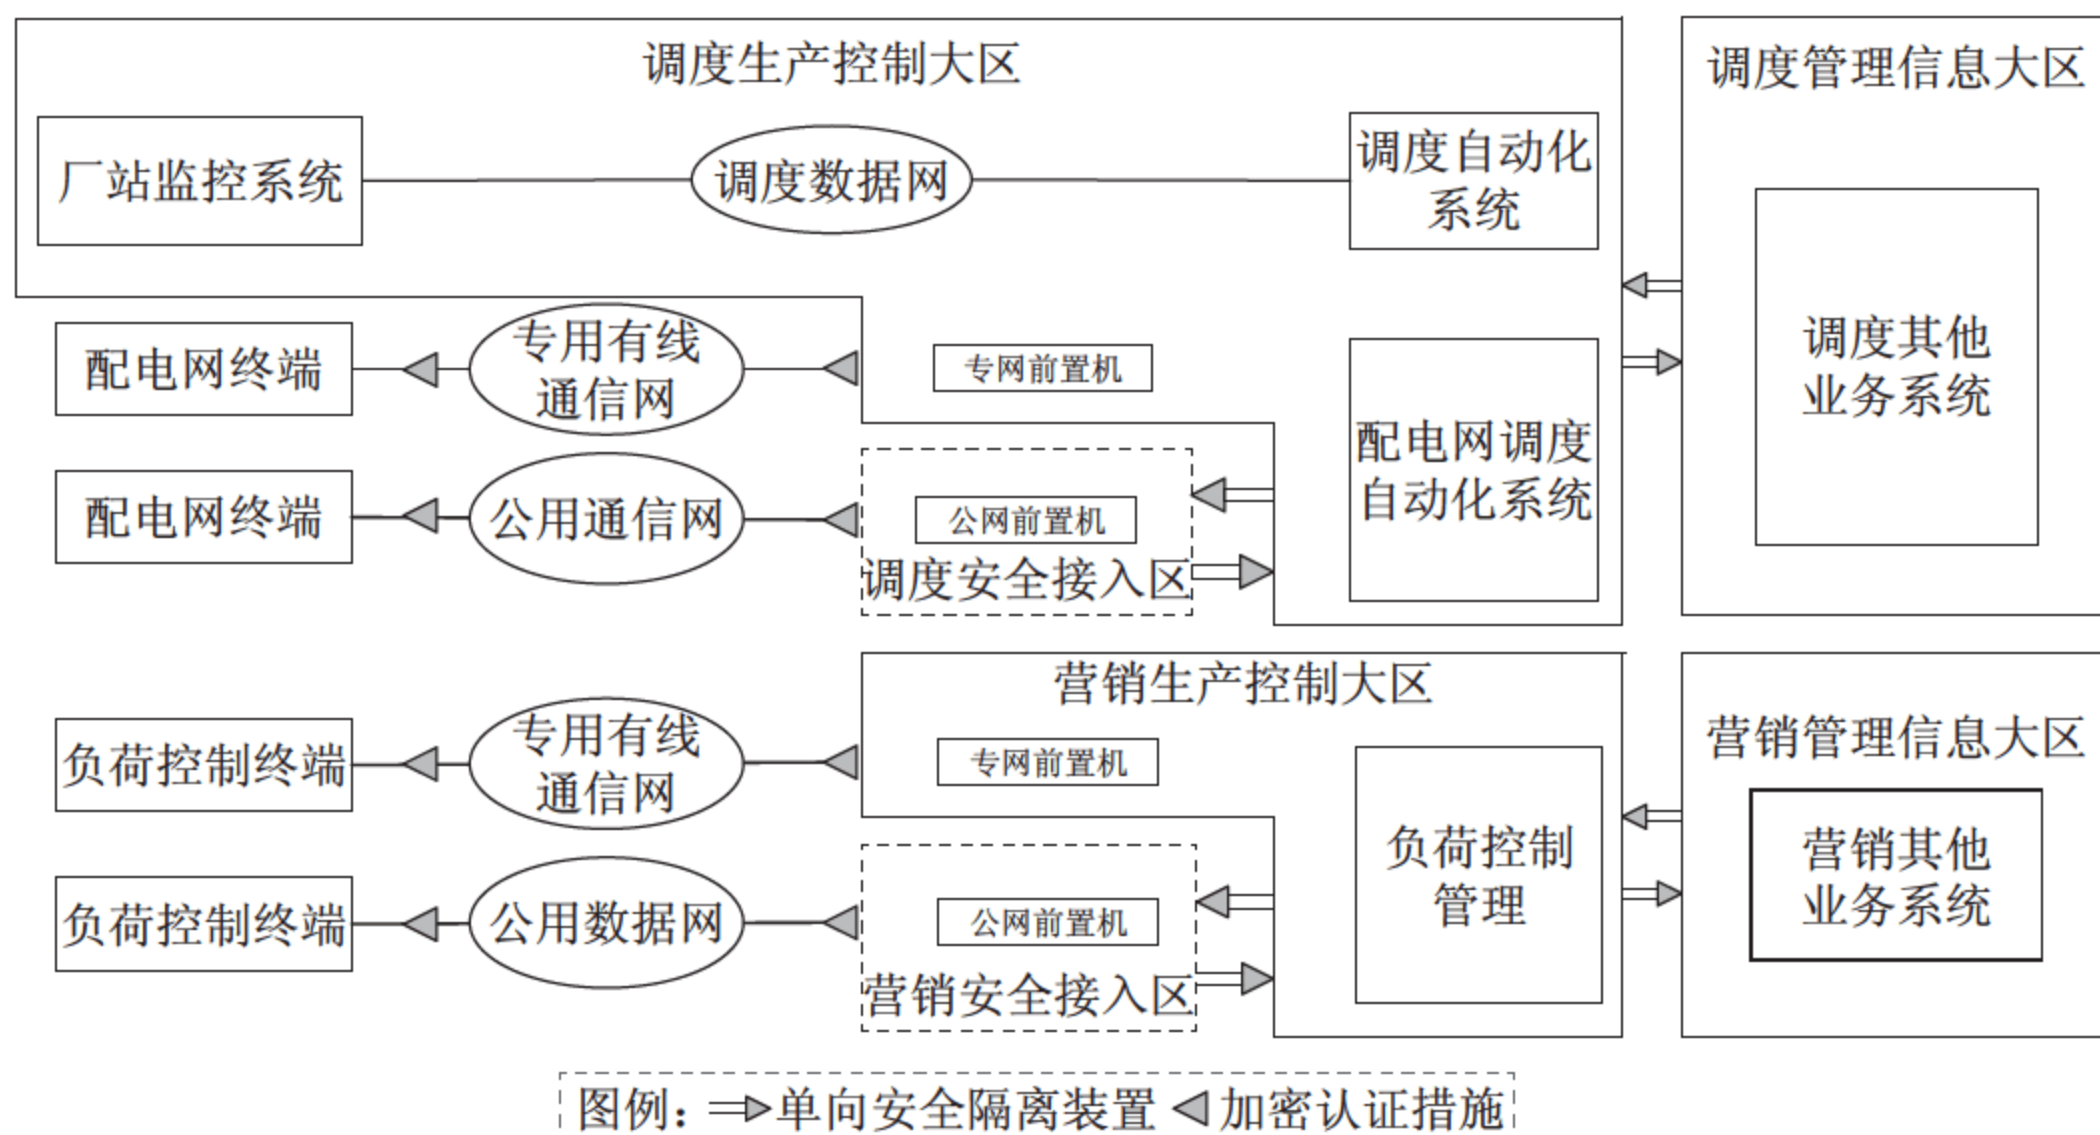 调度生产控制大区
调度管理信息大区
厂站监控系统
调度数据网
调度自动化
系统
配电网终端
专用有线
通信网
专网前置机
配电网调度
自动化系统
调度其他
业务系统
配电网终端
公用通信网
公网前置机
调度安全接入区
营销生产控制大区
营销管理信息大区
负荷控制终端
专用有线
通信网
专网前置机
负荷控制
管理
营销其他
业务系统
负荷控制终端
公用数据网
公网前置机
营销安全接入区
图例：单向安全隔离装置 加密认证措施